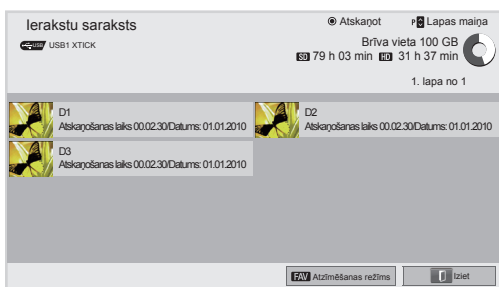 Ierakstu saraksts
Atskaņot
P Lapas maiņa
USB USB1 XTICK
Brīva vieta 100 GB
SD 79 h 03 min HD 31 h 37 min
1. lapa no 1
D1
Atskaņošanas laiks 00.02.30/Datums: 01.01.2010
D2
Atskaņošanas laiks 00.02.30/Datums: 01.01.2010
D3
Atskaņošanas laiks 00.02.30/Datums: 01.01.2010
FAV Atzīmēšanas režīms
Iziet